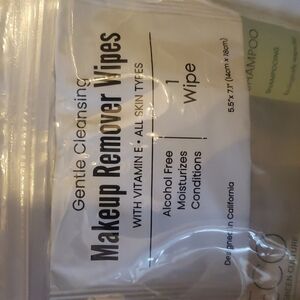 Gentle Cleansing
Makeup Remover Wipes
WITH VITAMIN E • ALL SKIN TYPES
Alcohol Free
Moisturizes
Conditions
1
Wipe
5.5"x 7.1" (14cm x 18cm)
Designed in California
SHAMPOO
SHAMPOOING